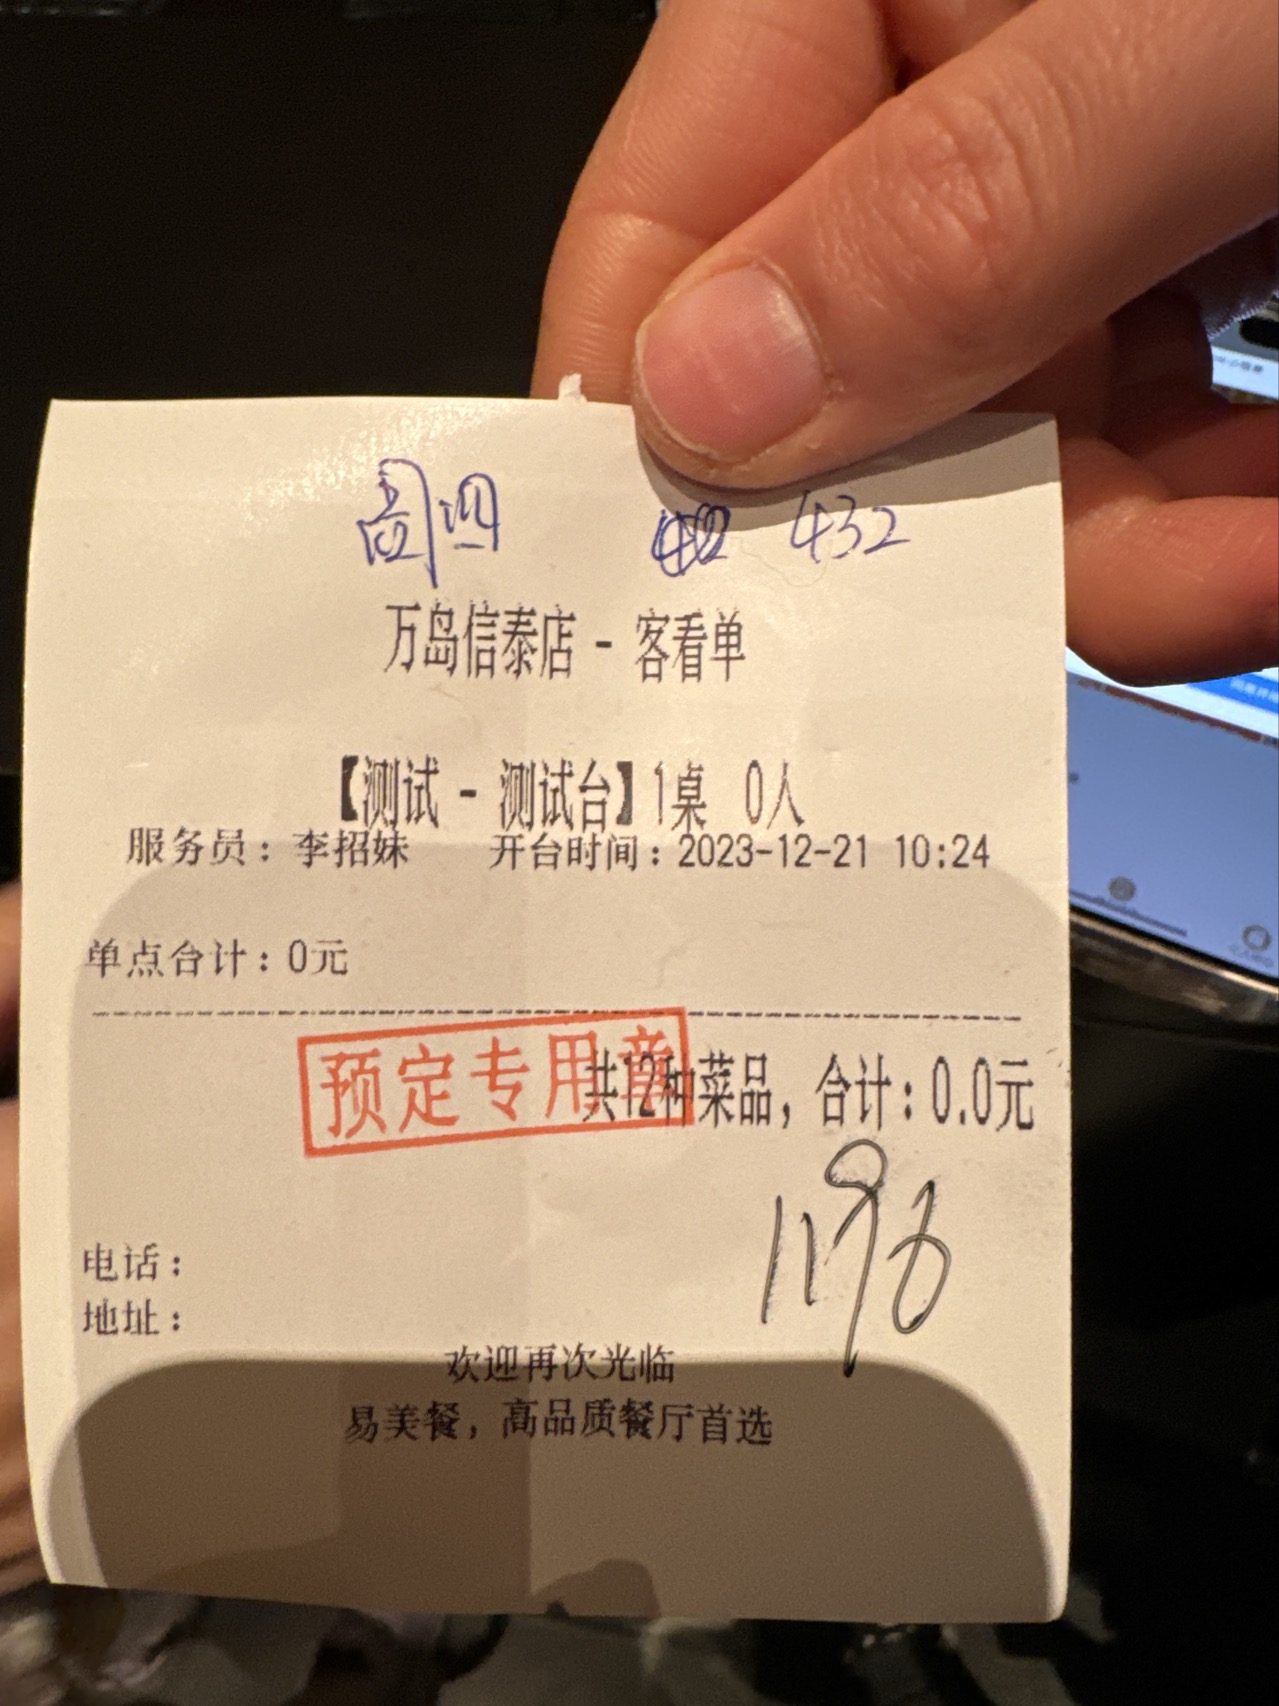 432
万岛信泰店 - 客看单
【测试 - 测试台】1桌 0人
服务员：李招妹 开台时间：2023-12-21 10:24
单点合计：0元
预定专用章
共12种菜品，合计：0.0元
1196
电话：
地址：
欢迎再次光临
易美餐，高品质餐厅首选